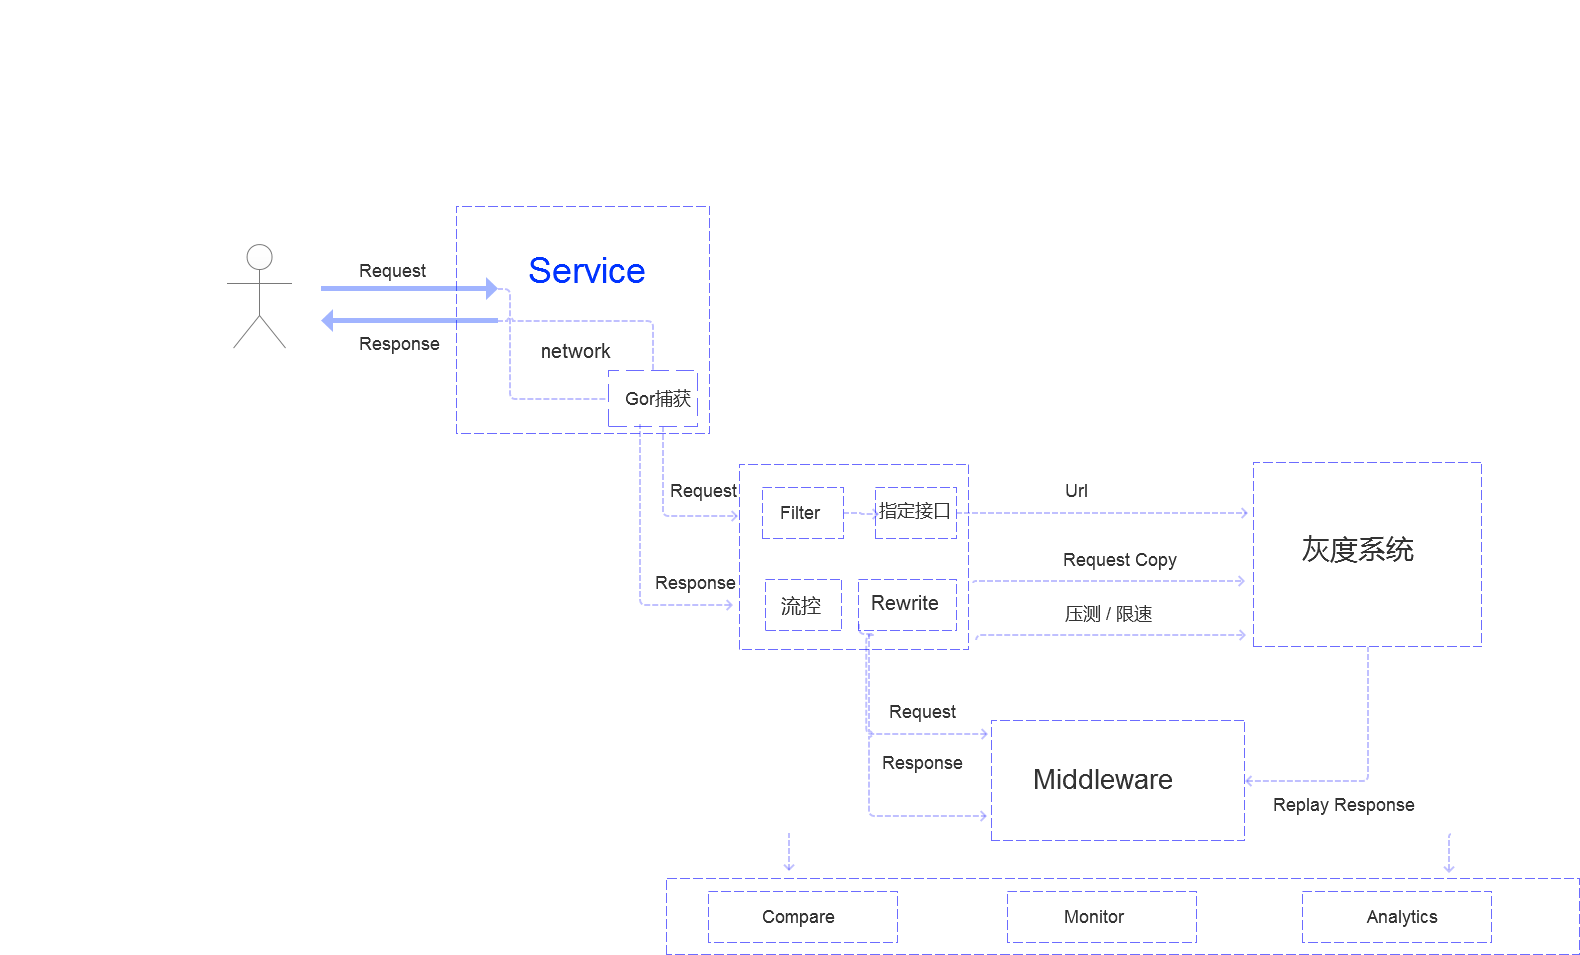 Service
Request
Response
network
Gor捕获
Request
Response
Filter
指定接口
流控
Rewrite
Url
Request Copy
压测 / 限速
灰度系统
Request
Response
Middleware
Replay Response
Compare
Monitor
Analytics